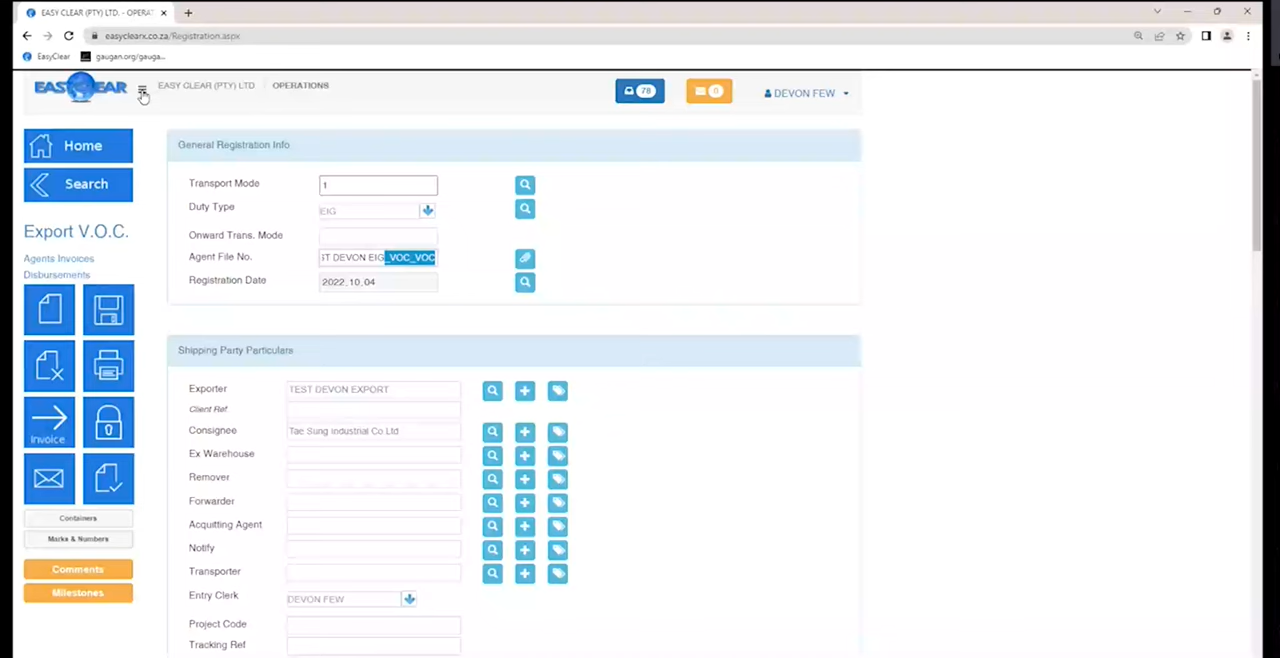 EASY CLEAR (PTY) LTD. - OPERAT
easyclearx.co.za/Registration.aspx
EasyClear
gaugan.org/gauga...
EASY CLEAR
EASY CLEAR (PTY) LTD
OPERATIONS
78
0
DEVON FEW
Home
Search
Export V.O.C.
Agents Invoices
Disbursements
Invoice
Containers
Marks & Numbers
Comments
Milestones
General Registration Info
Transport Mode
1
Duty Type
EIG
Onward Trans. Mode
Agent File No.
ST DEVON EIG_VOC_VOC
Registration Date
2022.10.04
Shipping Party Particulars
Exporter
TEST DEVON EXPORT
Client Ref.
Consignee
Tae Sung Industrial Co Ltd
Ex Warehouse
Remover
Forwarder
Acquitting Agent
Notify
Transporter
Entry Clerk
DEVON FEW
Project Code
Tracking Ref